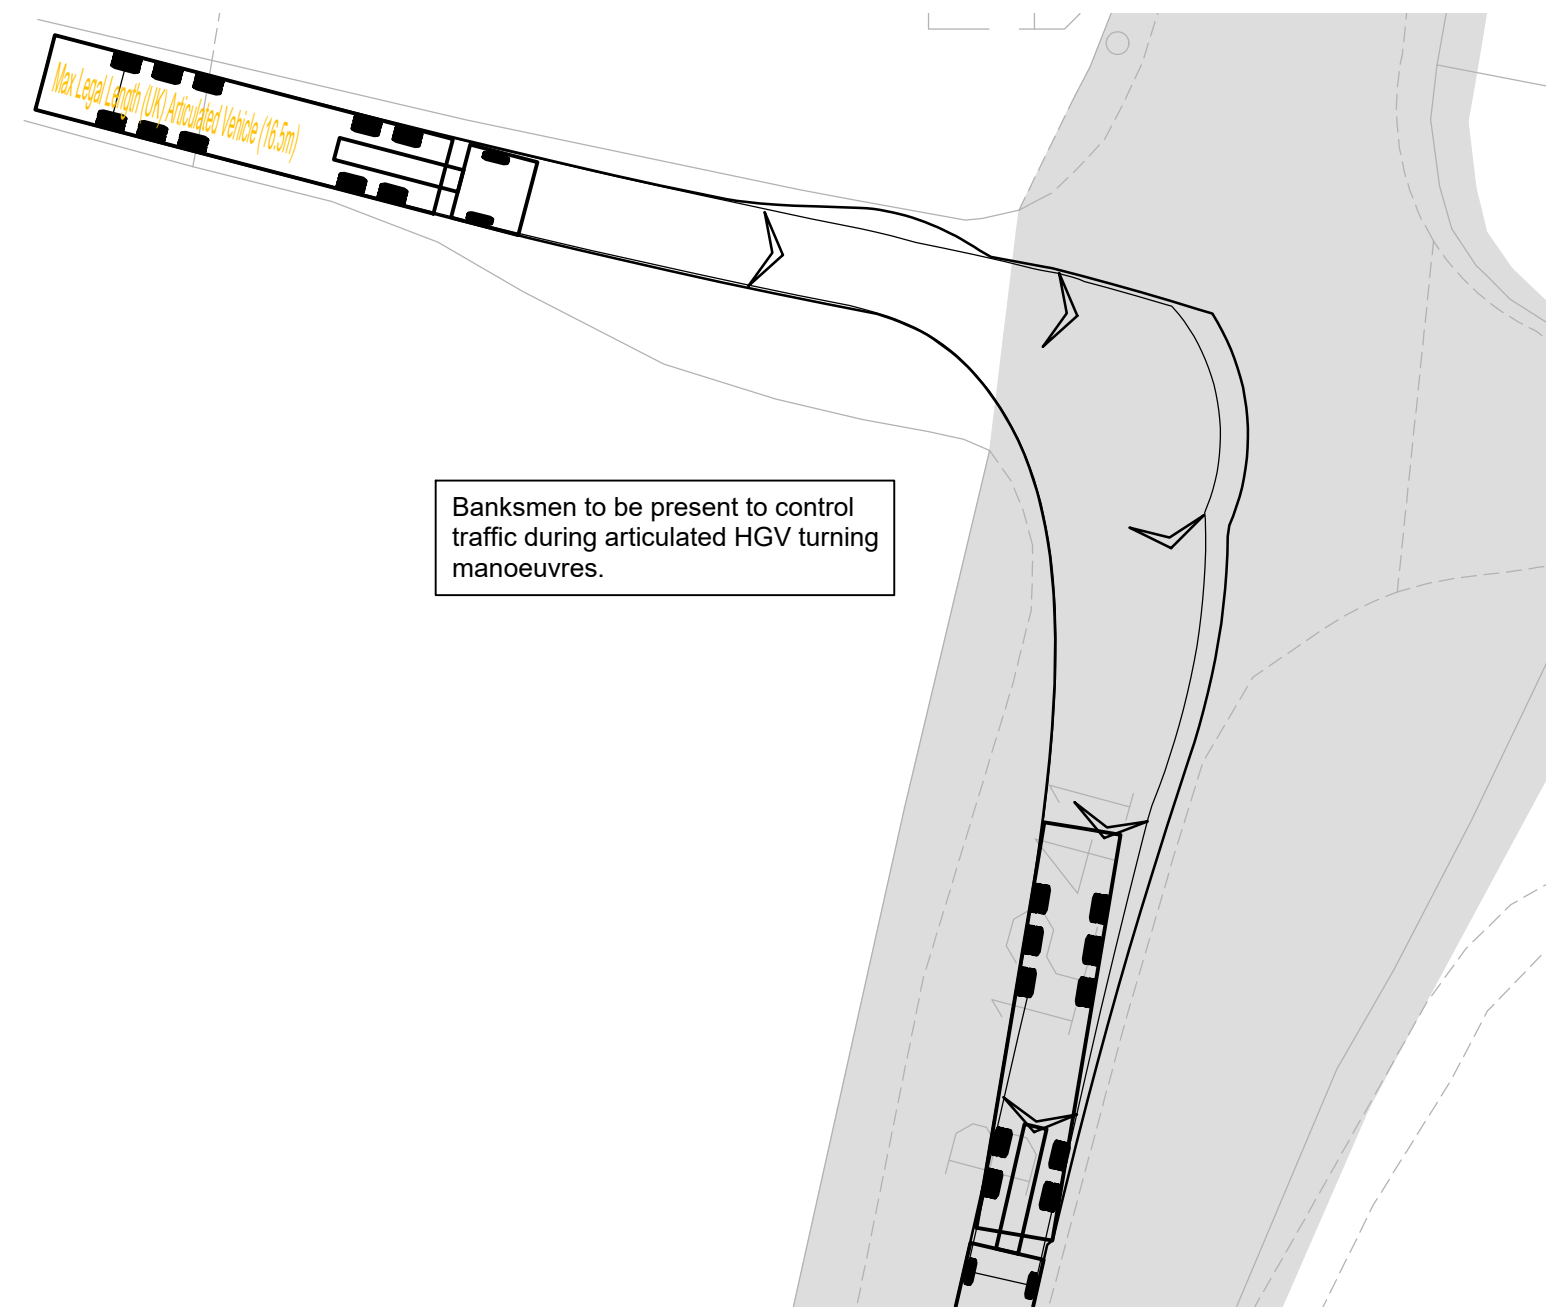 Max Legal Length (UK) Articulated Vehicle (16.5m)
Banksmen to be present to control
traffic during articulated HGV turning
manoeuvres.